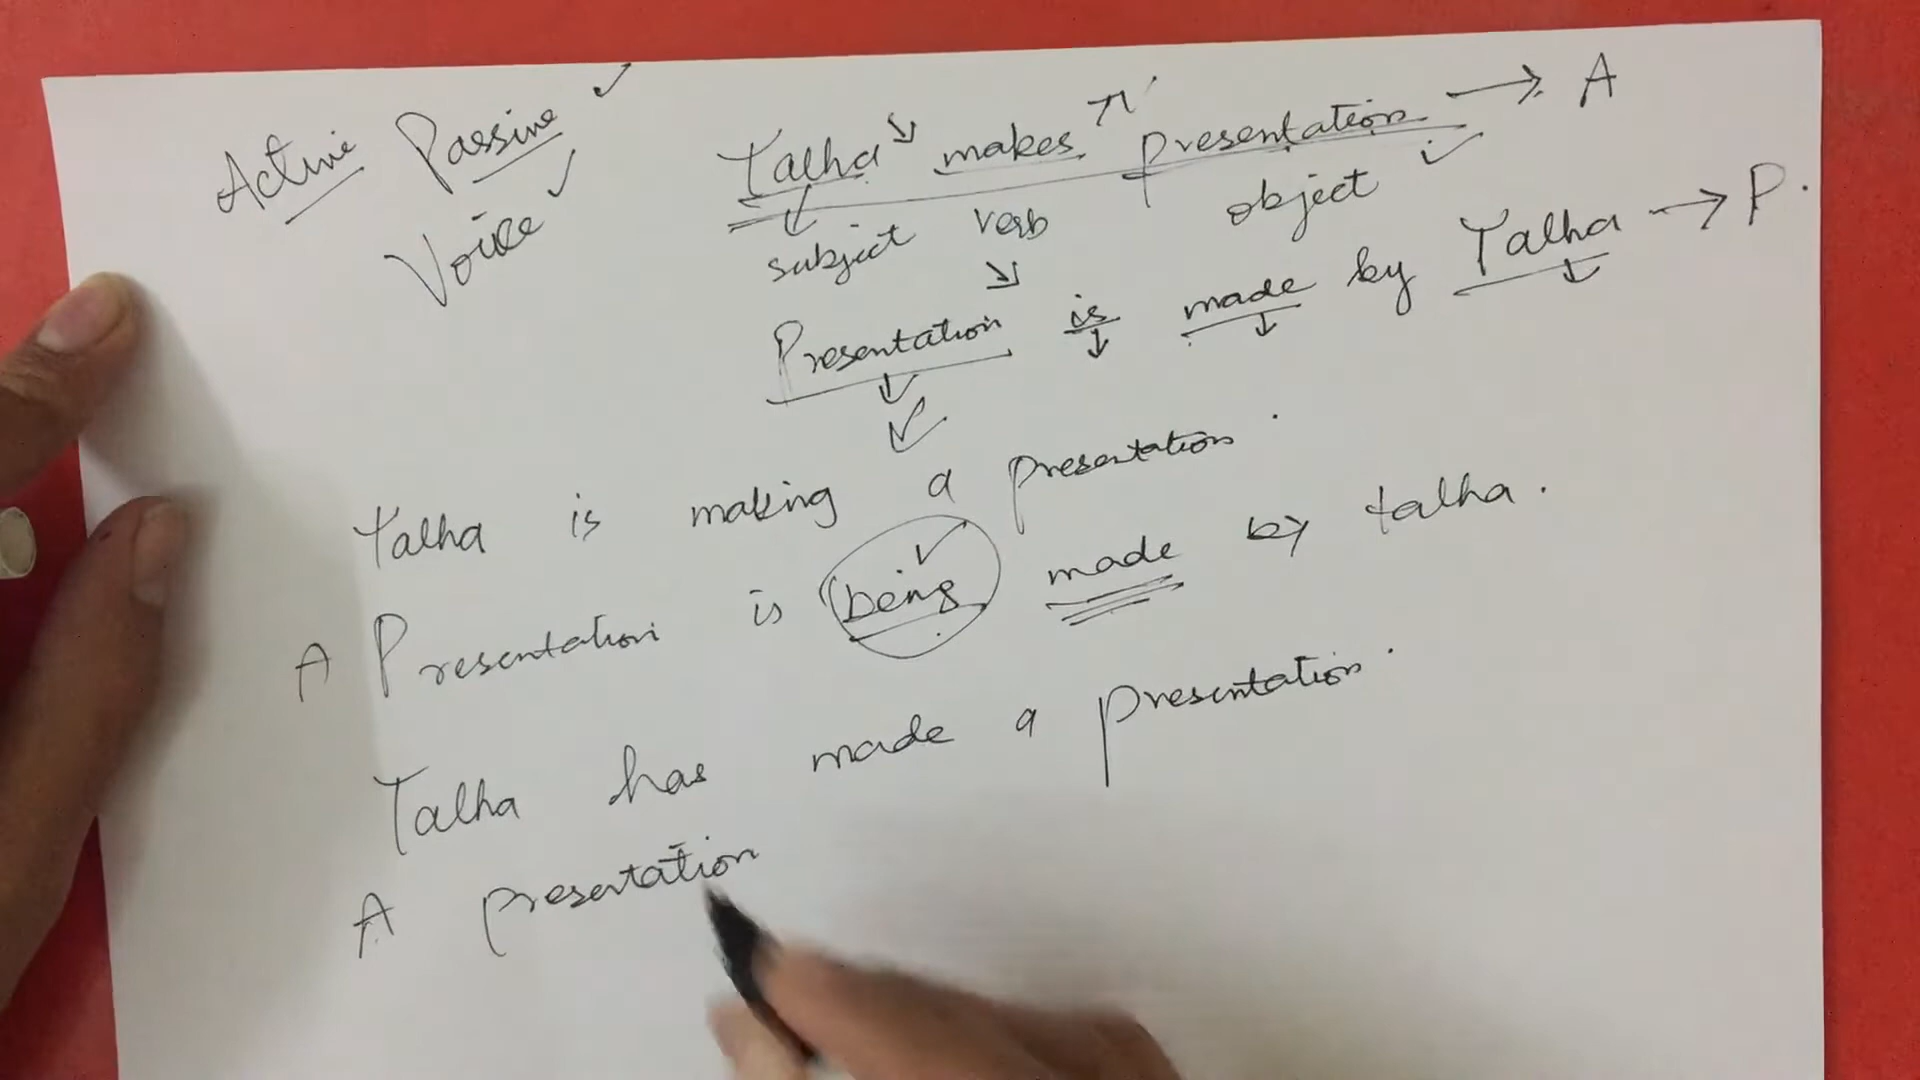 Active Passive
Voice
Talha makes presentation → A
subject verb object
Presentation is made by Talha → P.
Talha is making a presentation.
A Presentation is being made by talha.
Talha has made a presentation.
A presentation